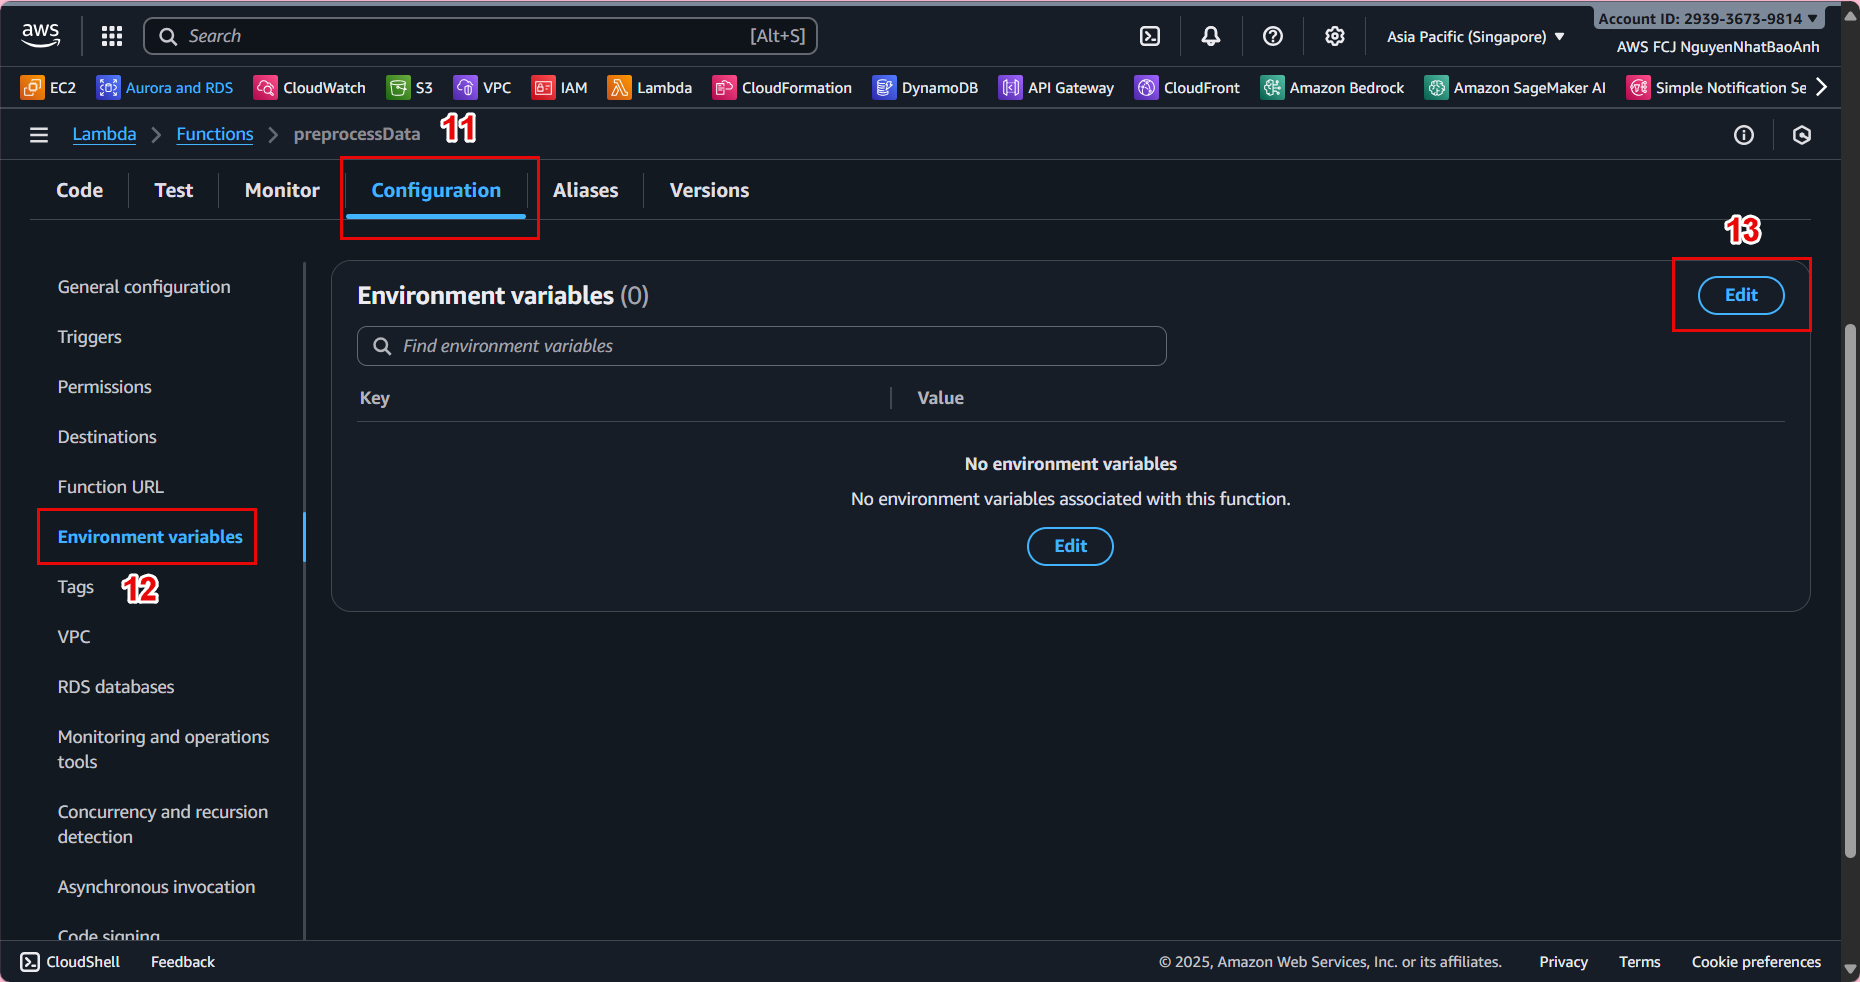 aws
Search [Alt+S]
Asia Pacific (Singapore)
Account ID: 2939-3673-9814
AWS FCJ NguyenNhatBaoAnh
EC2 Aurora and RDS CloudWatch S3 VPC IAM Lambda CloudFormation DynamoDB API Gateway CloudFront Amazon Bedrock Amazon SageMaker AI Simple Notification Se
Lambda Functions preprocessData
11
Code Test Monitor Configuration Aliases Versions
13
General configuration
Triggers
Permissions
Destinations
Function URL
Environment variables
Tags
12
VPC
RDS databases
Monitoring and operations
tools
Concurrency and recursion
detection
Asynchronous invocation
Code signing
Environment variables (0)
Edit
Find environment variables
Key Value
No environment variables
No environment variables associated with this function.
Edit
CloudShell Feedback
© 2025, Amazon Web Services, Inc. or its affiliates. Privacy Terms Cookie preferences